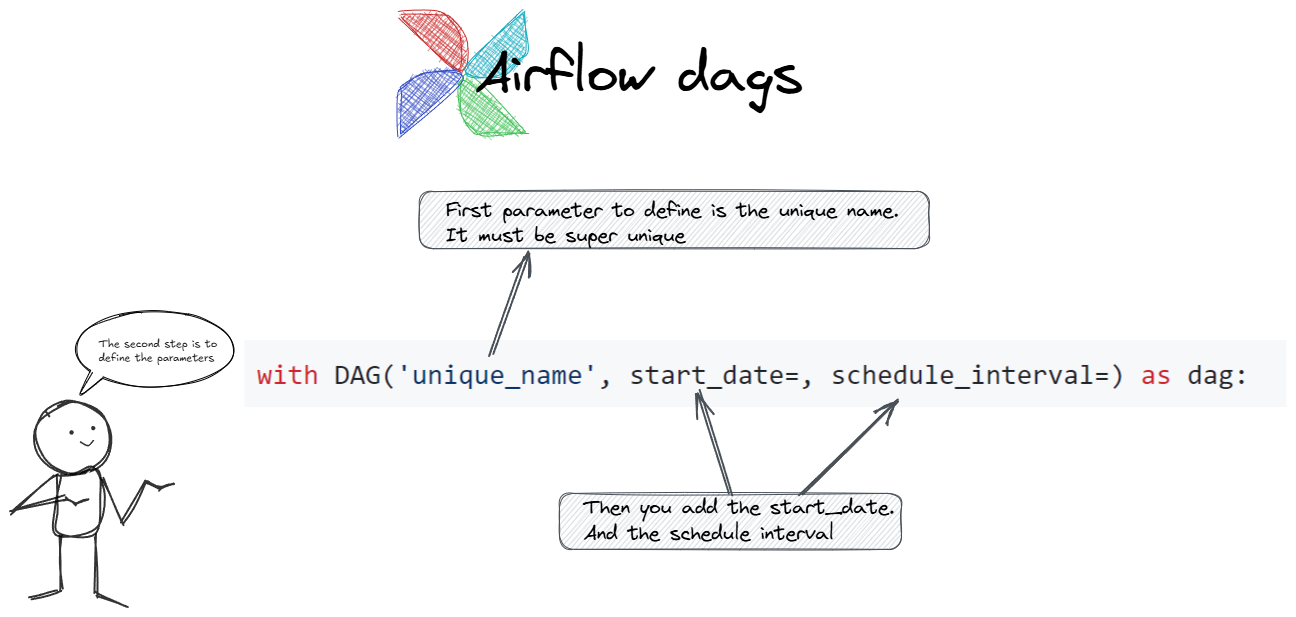 Airflow dags
First parameter to define is the unique name.
It must be super unique
The second step is to
define the parameters
with DAG('unique_name', start_date=, schedule_interval=) as dag:
Then you add the start_date.
And the schedule interval